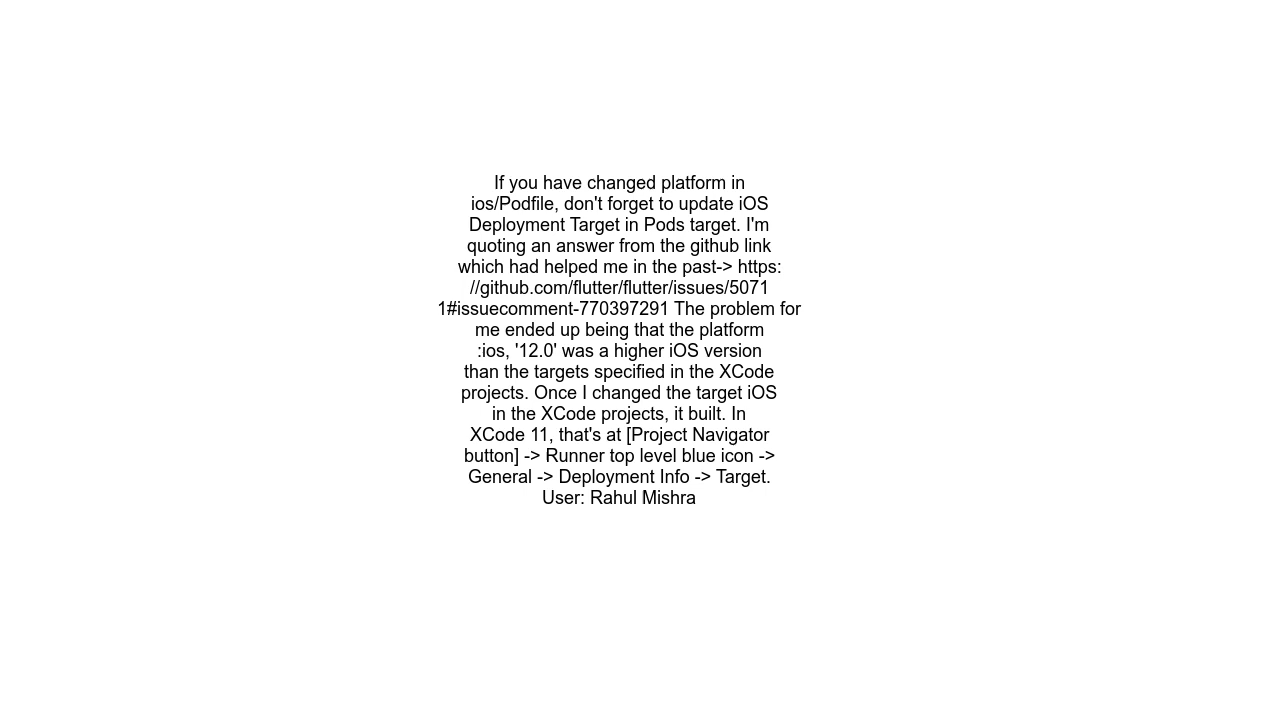 If you have changed platform in
ios/Podfile, don't forget to update iOS
Deployment Target in Pods target. I'm
quoting an answer from the github link
which had helped me in the past-> https:
//github.com/flutter/flutter/issues/5071
1#issuecomment-770397291 The problem for
me ended up being that the platform
:ios, '12.0' was a higher iOS version
than the targets specified in the XCode
projects. Once I changed the target iOS
in the XCode projects, it built. In
XCode 11, that's at [Project Navigator
button] -> Runner top level blue icon ->
General -> Deployment Info -> Target.
User: Rahul Mishra